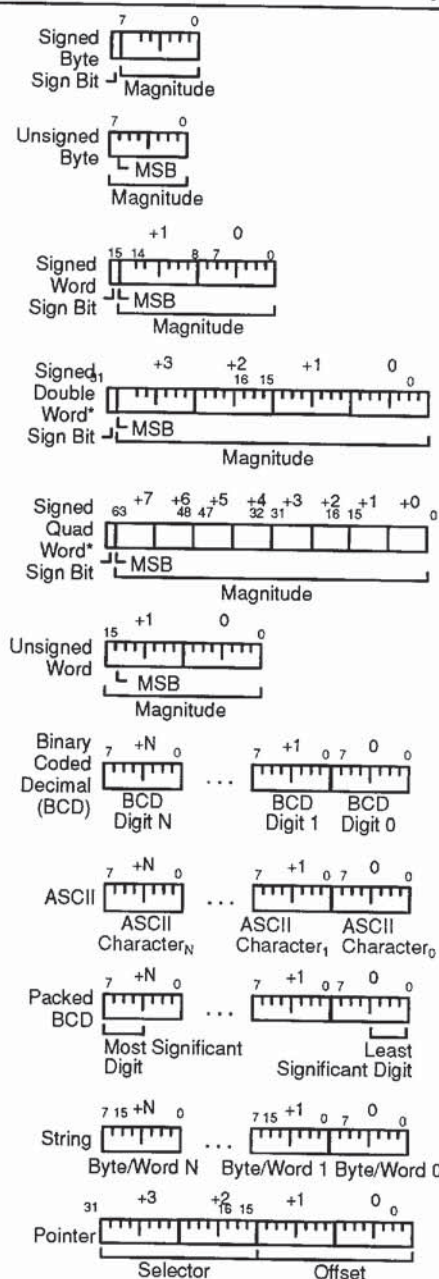 7 0
Signed
Byte
Sign Bit
Magnitude
7 0
Unsigned
Byte
MSB
Magnitude
+1 0
15 14 8 7 0
Signed
Word
Sign Bit
MSB
Magnitude
Signed
Double
Word*
Sign Bit
31 +3 +2 +1 0
16 15 0
MSB
Magnitude
Signed
Quad
Word*
Sign Bit
+7 +6 +5 +4 +3 +2 +1 +0
63 48 47 32 31 16 15 0
MSB
Magnitude
+1 0
15 0
Unsigned
Word
MSB
Magnitude
Binary
Coded
Decimal
(BCD)
+N +1 0
7 0 ... 7 0 7 0
BCD BCD BCD
Digit N Digit 1 Digit 0
+N +1 0
7 0 7 0 7 0
ASCII ...
ASCII ASCII ASCII
CharacterN Character1 Character0
+N +1 0
7 0 7 0 7 0
Packed
BCD
...
Most Significant
Digit
Least
Significant Digit
+N +1 0
7 15 0 7 15 0 7 0
String ...
Byte/Word N Byte/Word 1 Byte/Word 0
31 +3 +2 +1 0
16 15 0
Pointer
Selector Offset